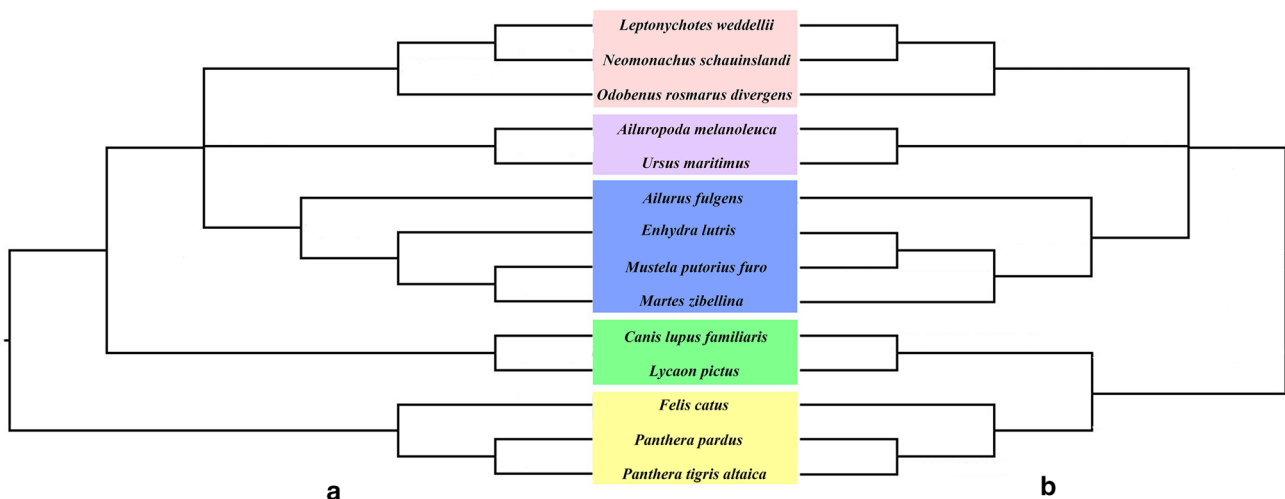 Leptonychotes weddellii
Neomonachus schauinslandi
Odobenus rosmarus divergens
Ailuropoda melanoleuca
Ursus maritimus
Ailurus fulgens
Enhydra lutris
Mustela putorius furo
Martes zibellina
Canis lupus familiaris
Lycaon pictus
Felis catus
Panthera pardus
Panthera tigris altaica
a b